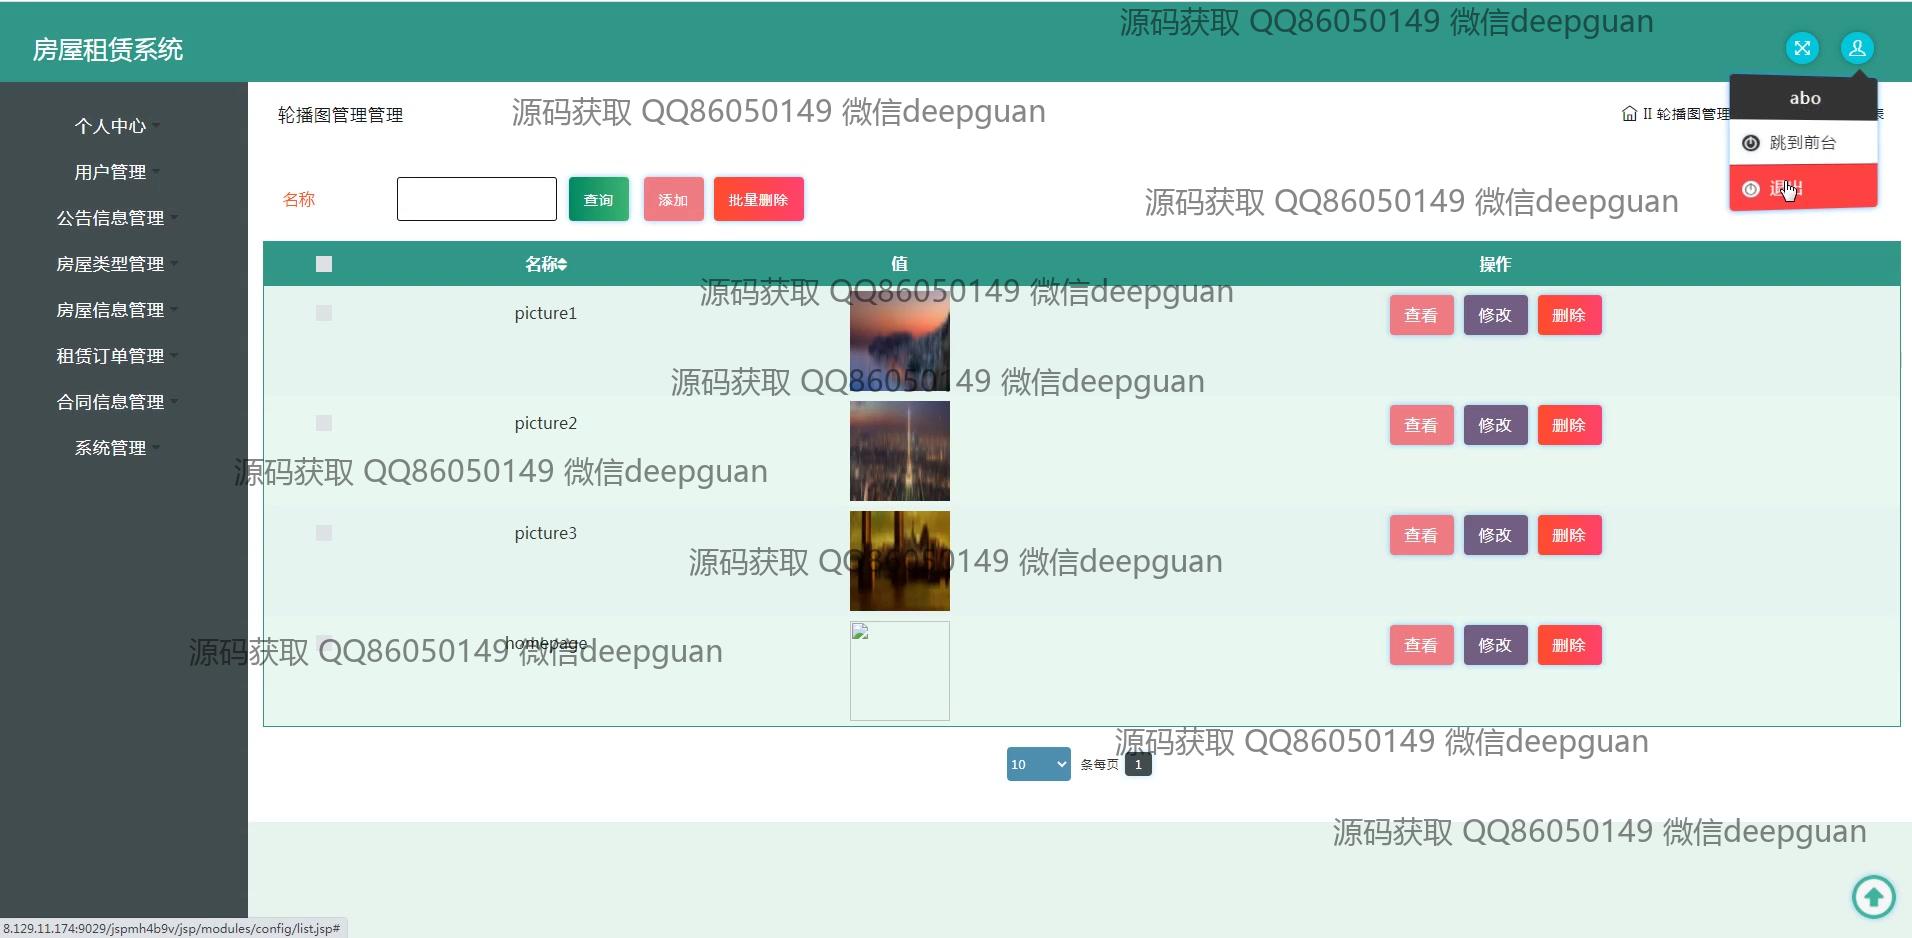 源码获取 QQ86050149 微信deepguan
房屋租赁系统
abo
个人中心
轮播图管理管理
源码获取 QQ86050149 微信deepguan
II 轮播图管理
表
跳到前台
用户管理
退出
名称
查询
添加
批量删除
源码获取 QQ86050149 微信deepguan
公告信息管理
房屋类型管理
名称
值
操作
源码获取 QQ86050149 微信deepguan
房屋信息管理
picture1
查看
修改
删除
租赁订单管理
源码获取 QQ86050149 微信deepguan
合同信息管理
picture2
查看
修改
删除
系统管理
源码获取 QQ86050149 微信deepguan
picture3
查看
修改
删除
源码获取 QQ86050149 微信deepguan
homepage
查看
修改
删除
源码获取 QQ86050149 微信deepguan
源码获取 QQ86050149 微信deepguan
10
条每页
1
源码获取 QQ86050149 微信deepguan
8.129.11.174:9029/jspmh4b9v/jsp/modules/config/list.jsp#